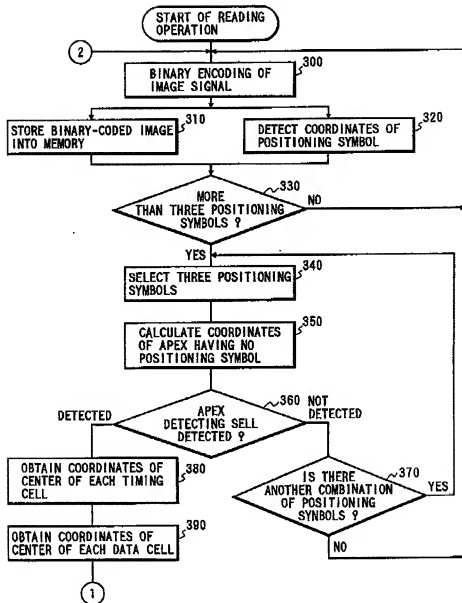 START OF READING
OPERATION
2
300
BINARY ENCODING OF
IMAGE SIGNAL
310
STORE BINARY-CODED IMAGE
INTO MEMORY
320
DETECT COORDINATES OF
POSITIONING SYMBOL
330
MORE
THAN THREE POSITIONING
SYMBOLS ?
NO
YES
340
SELECT THREE POSITIONING
SYMBOLS
350
CALCULATE COORDINATES
OF APEX HAVING NO
POSITIONING SYMBOL
360
DETECTED
NOT
DETECTED
APEX
DETECTING SELL
DETECTED ?
380
OBTAIN COORDINATES OF
CENTER OF EACH TIMING
CELL
370
IS THERE
ANOTHER COMBINATION
OF POSITIONING
SYMBOLS ?
YES
NO
390
OBTAIN COORDINATES OF
CENTER OF EACH DATA CELL
1